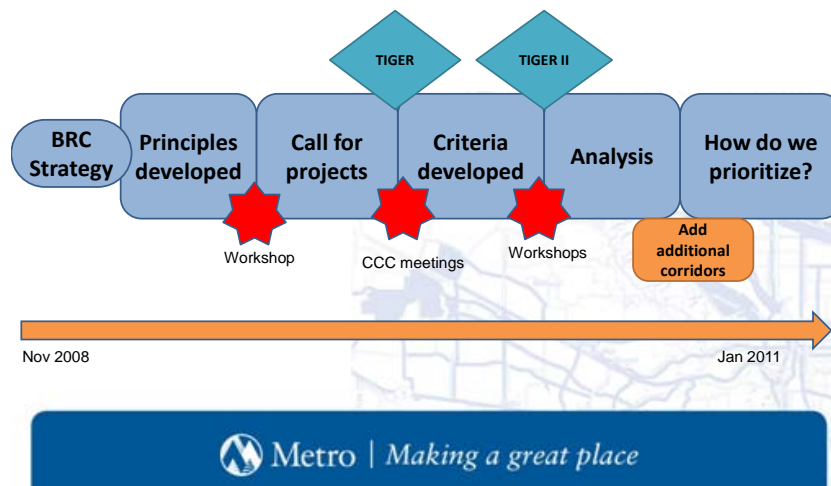 TIGER
TIGER II
BRC
Strategy
Principles
developed
Call for
projects
Criteria
developed
Analysis
How do we
prioritize?
Workshop
CCC meetings
Workshops
Add
additional
corridors
Nov 2008
Jan 2011
Metro | Making a great place